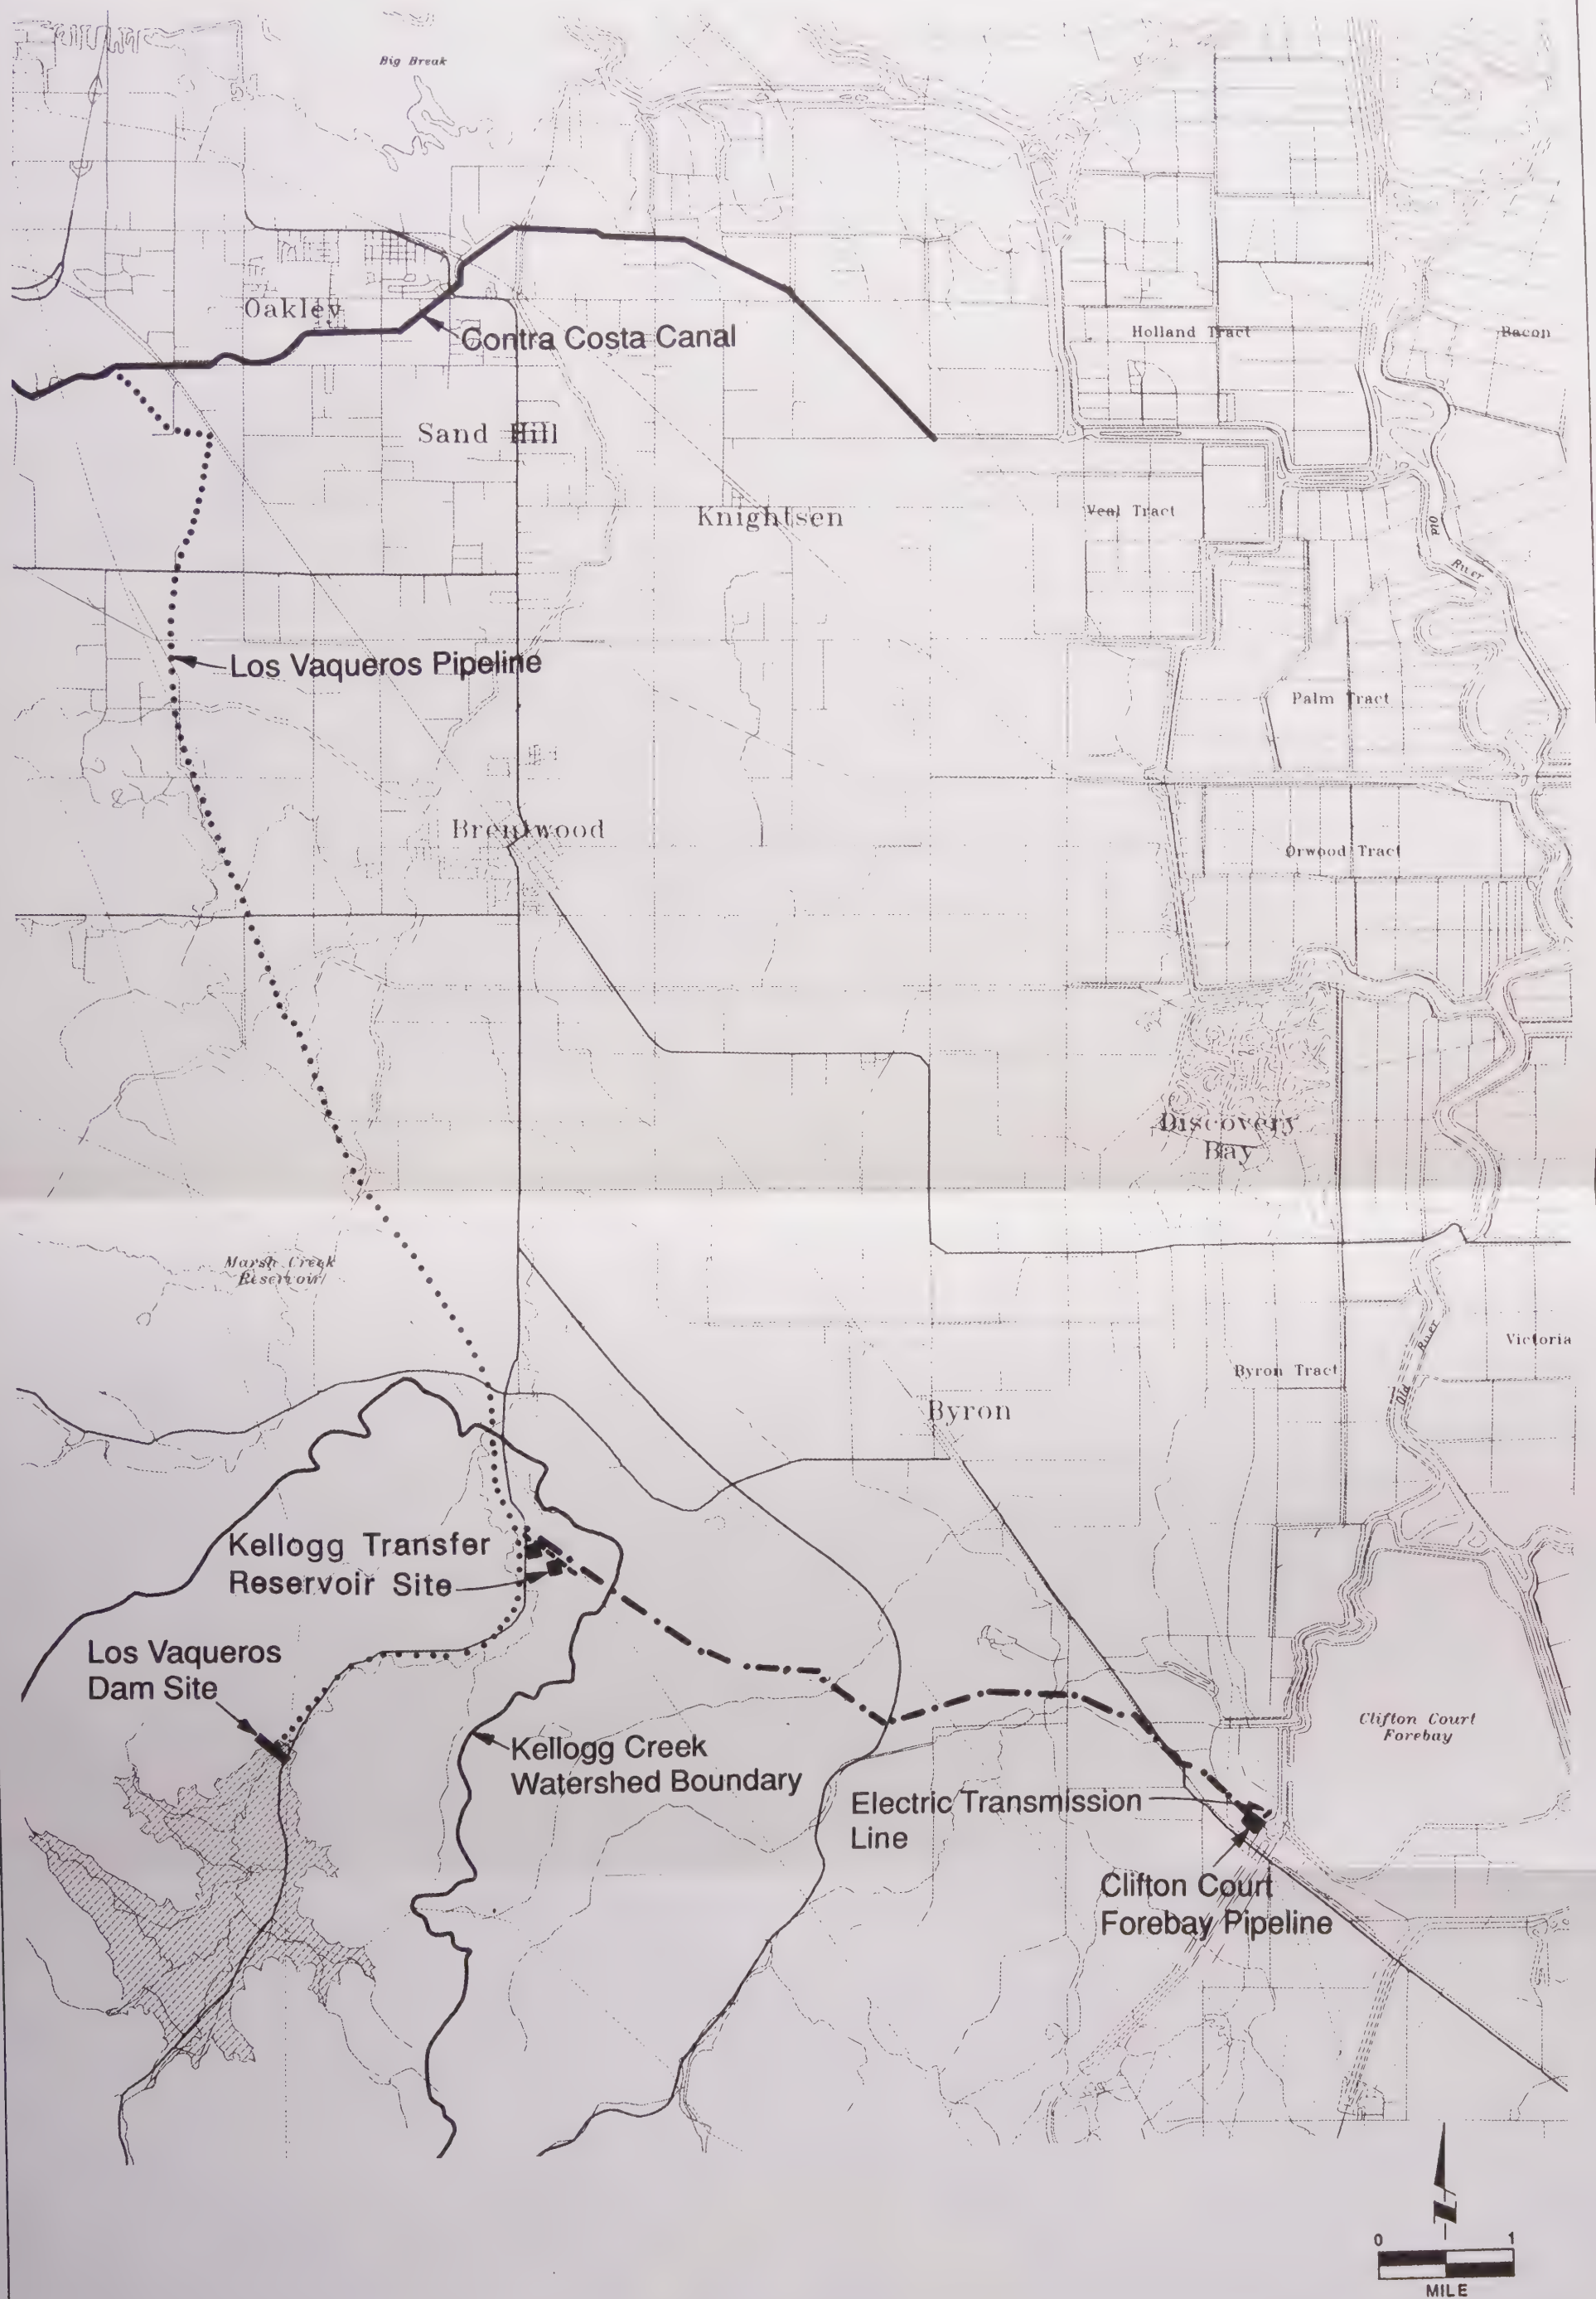 Big Break
Oakley
Contra Costa Canal
Holland Tract
Bacon
Sand Hill
Knightsen
Veal Tract
Old
River
Los Vaqueros Pipeline
Palm Tract
Brentwood
Orwood Tract
Discovery
Bay
Marsh Creek
Reservoir
River
Victoria
Byron Tract
Old
Byron
Kellogg Transfer
Reservoir Site
Los Vaqueros
Dam Site
Clifton Court
Forebay
Kellogg Creek
Watershed Boundary
Electric Transmission
Line
Clifton Court
Forebay Pipeline
N
0 1
MILE